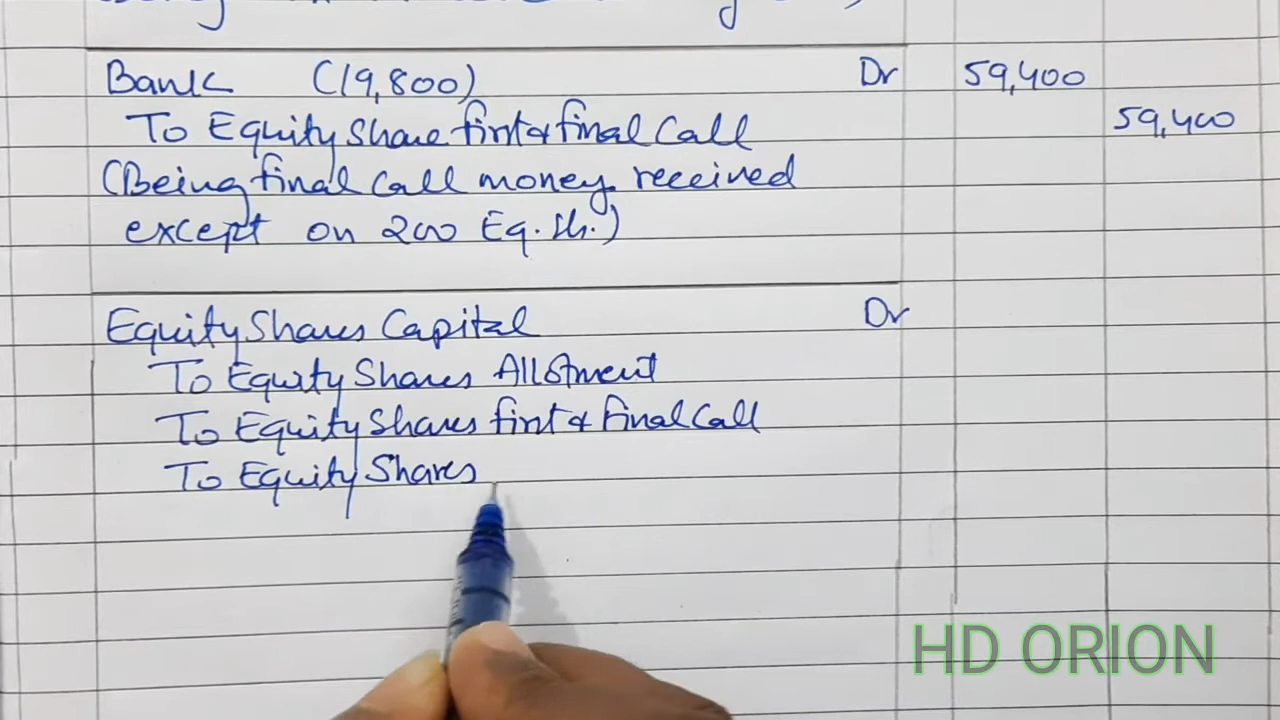 Bank (19,800) Dr 59,400
To Equity Share first & final Call 59,400
(Being final Call money received
except on 200 Eq. Sh.)
Equity Shares Capital Dr
To Equity Shares Allotment
To Equity Shares first & Final Call
To Equity Shares
HD ORION